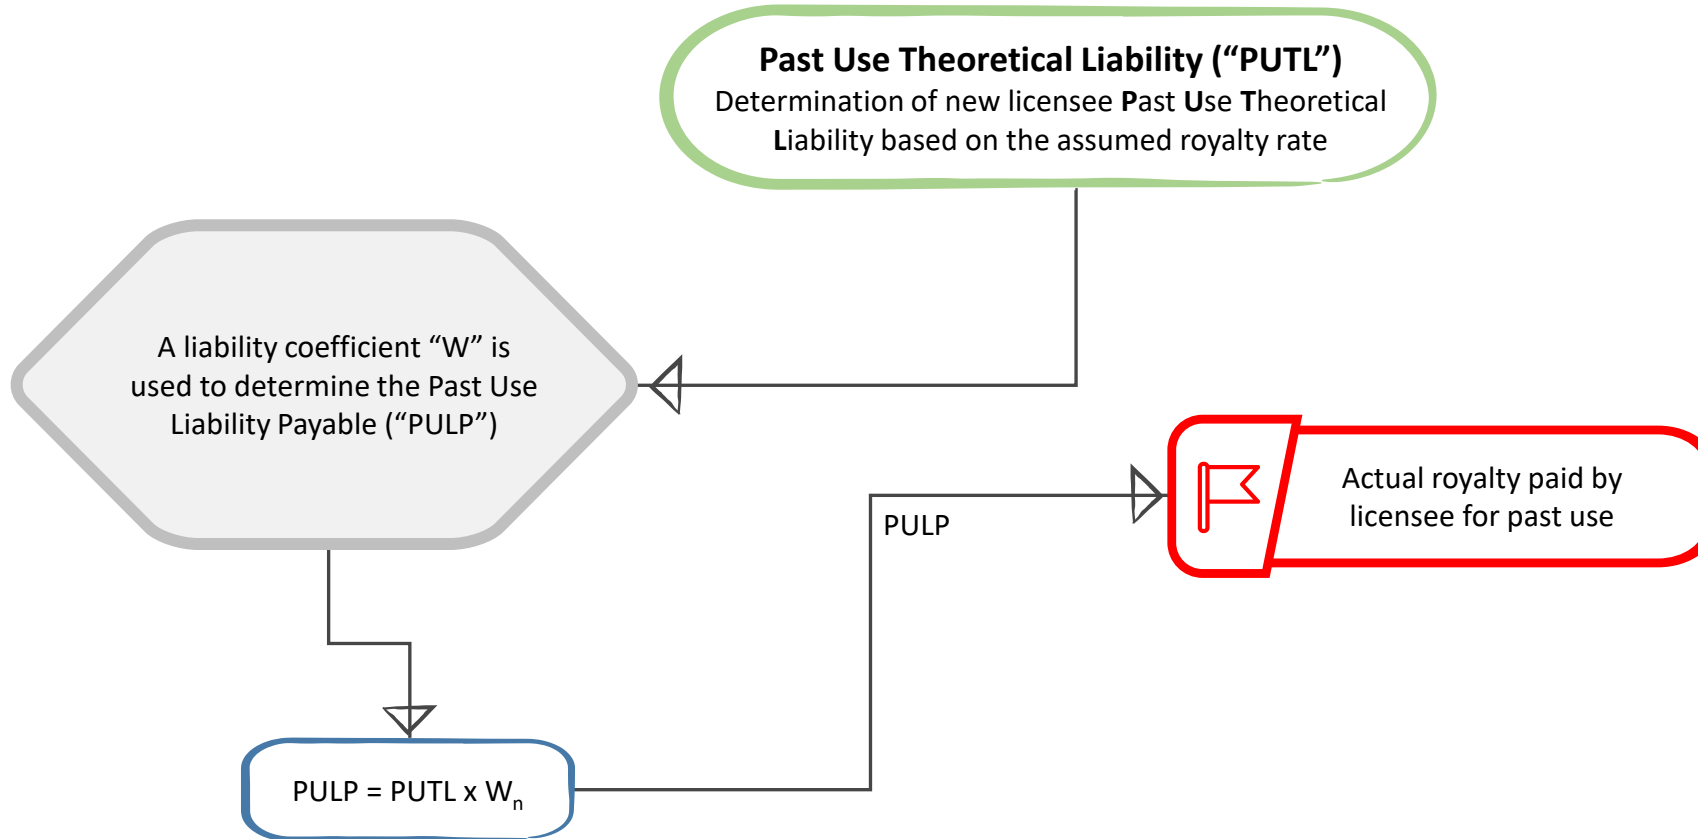 Past Use Theoretical Liability (“PUTL”)
Determination of new licensee Past Use Theoretical
Liability based on the assumed royalty rate
A liability coefficient “W” is
used to determine the Past Use
Liability Payable (“PULP”)
Actual royalty paid by
licensee for past use
PULP
PULP = PUTL x Wn